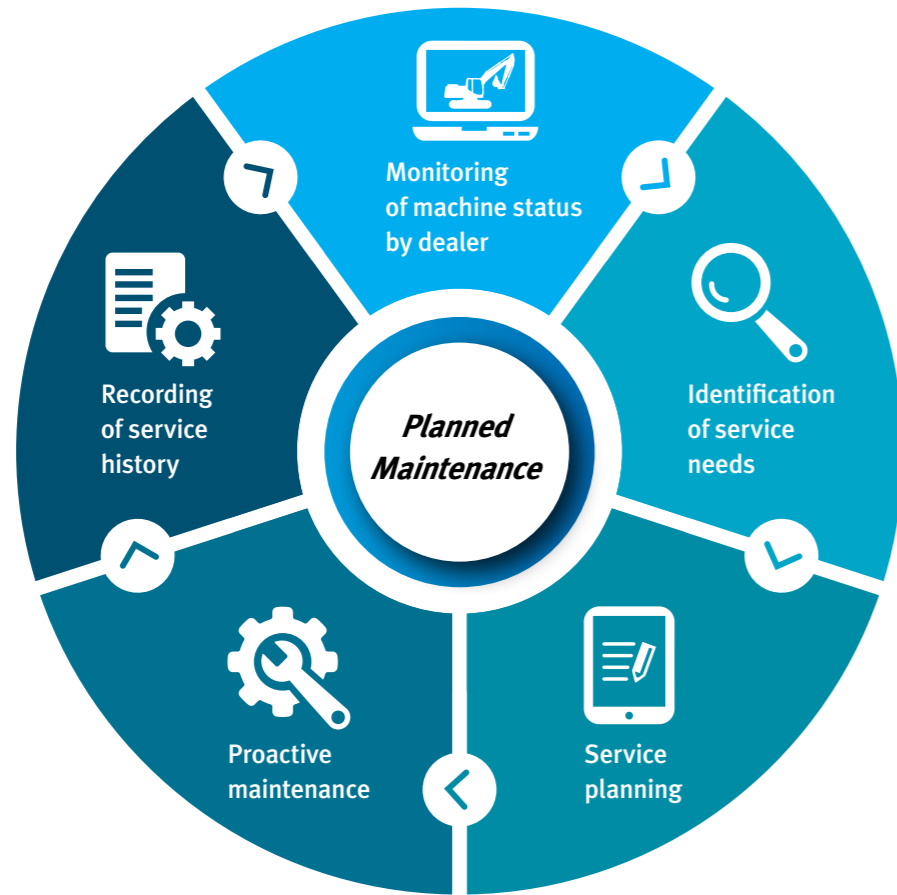 Monitoring
of machine status
by dealer
Identification
of service
needs
Service
planning
Proactive
maintenance
Recording
of service
history
Planned
Maintenance